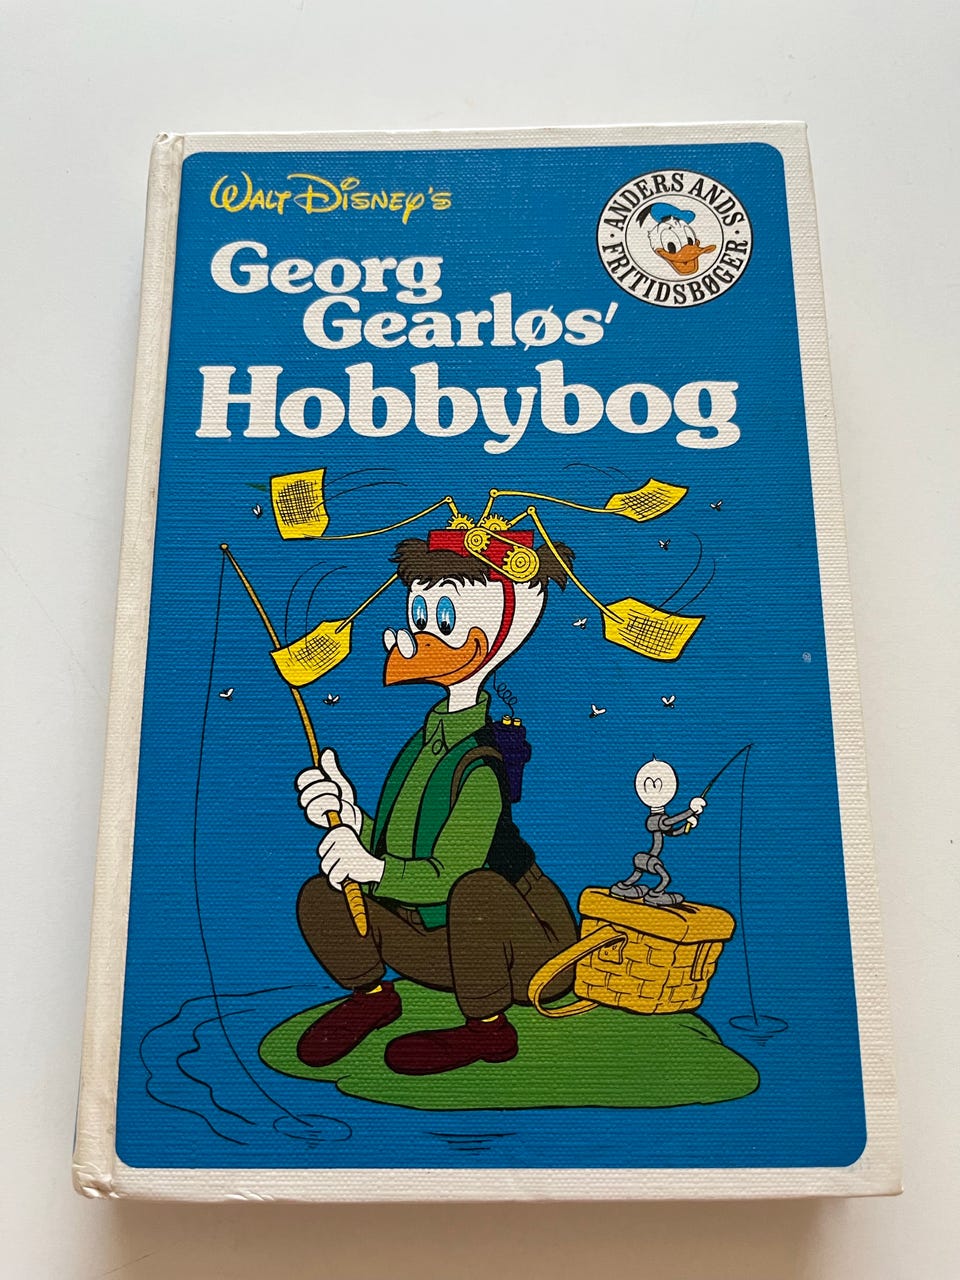 WALT DISNEY'S
Georg
Gearløs'
Hobbybog
· ANDERS ANDS ·
FRITIDSBØGER